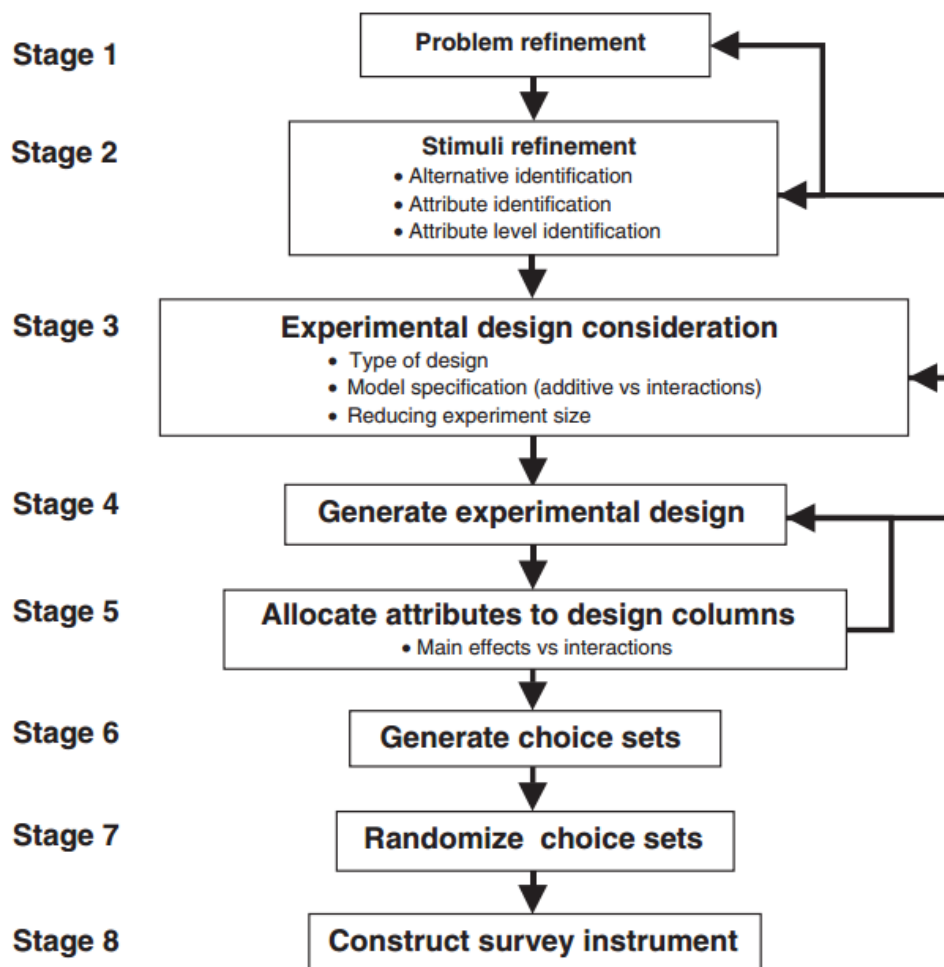 Stage 1
Problem refinement
Stage 2
Stimuli refinement
• Alternative identification
• Attribute identification
• Attribute level identification
Stage 3
Experimental design consideration
• Type of design
• Model specification (additive vs interactions)
• Reducing experiment size
Stage 4
Generate experimental design
Stage 5
Allocate attributes to design columns
• Main effects vs interactions
Stage 6
Generate choice sets
Stage 7
Randomize choice sets
Stage 8
Construct survey instrument